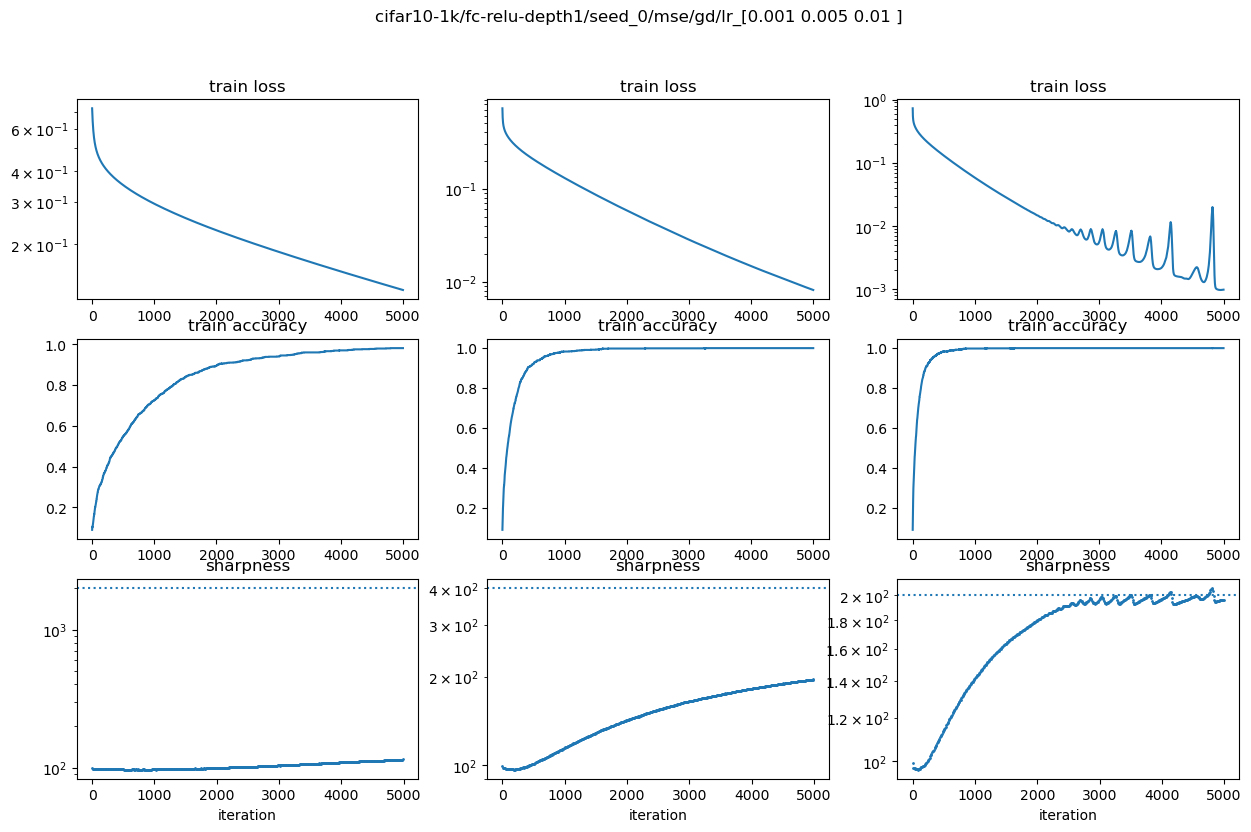 cifar10-1k/fc-relu-depth1/seed_0/mse/gd/lr_[0.001 0.005 0.01 ]
train loss
train loss
train loss
6 × 10⁻¹
4 × 10⁻¹
3 × 10⁻¹
2 × 10⁻¹
0 1000 2000 3000 4000 5000
10⁻¹
10⁻²
0 1000 2000 3000 4000 5000
10⁰
10⁻¹
10⁻²
10⁻³
0 1000 2000 3000 4000 5000
train accuracy
train accuracy
train accuracy
1.0
0.8
0.6
0.4
0.2
0 1000 2000 3000 4000 5000
1.0
0.8
0.6
0.4
0.2
0 1000 2000 3000 4000 5000
1.0
0.8
0.6
0.4
0.2
0 1000 2000 3000 4000 5000
sharpness
sharpness
sharpness
10³
10²
0 1000 2000 3000 4000 5000
iteration
4 × 10²
3 × 10²
2 × 10²
10²
0 1000 2000 3000 4000 5000
iteration
2 × 10²
1.8 × 10²
1.6 × 10²
1.4 × 10²
1.2 × 10²
10²
0 1000 2000 3000 4000 5000
iteration